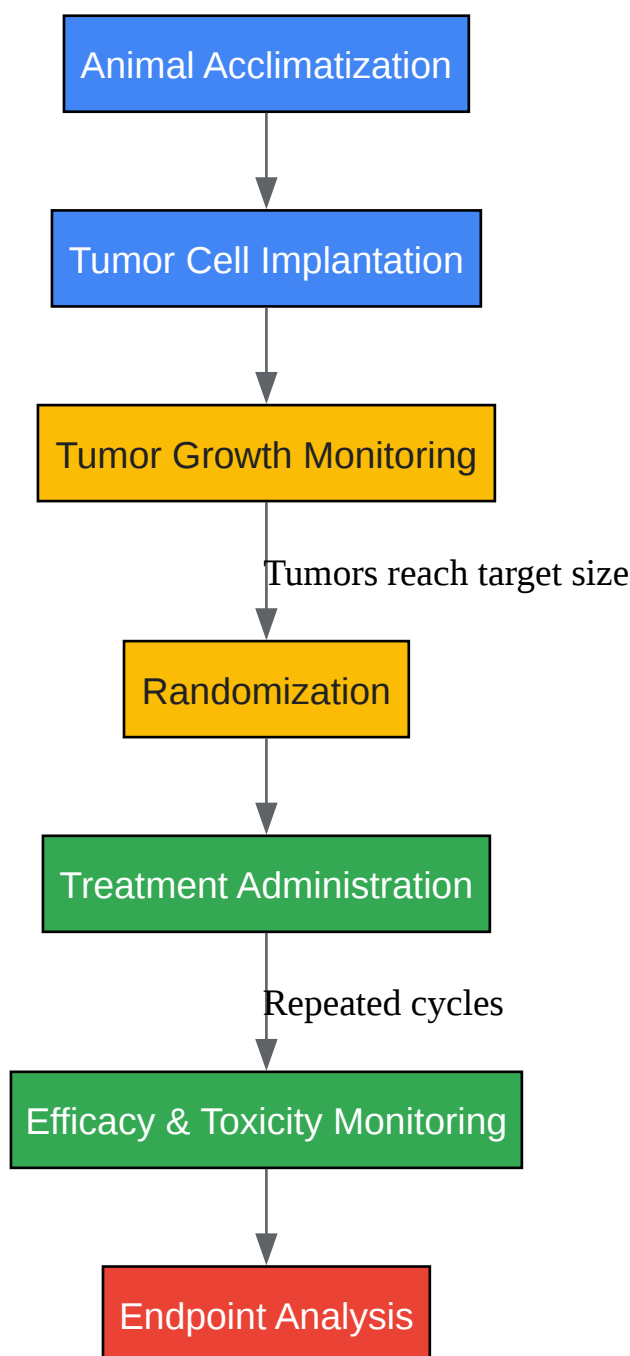 Animal Acclimatization
Tumor Cell Implantation
Tumor Growth Monitoring
Tumors reach target size
Randomization
Treatment Administration
Repeated cycles
Efficacy & Toxicity Monitoring
Endpoint Analysis